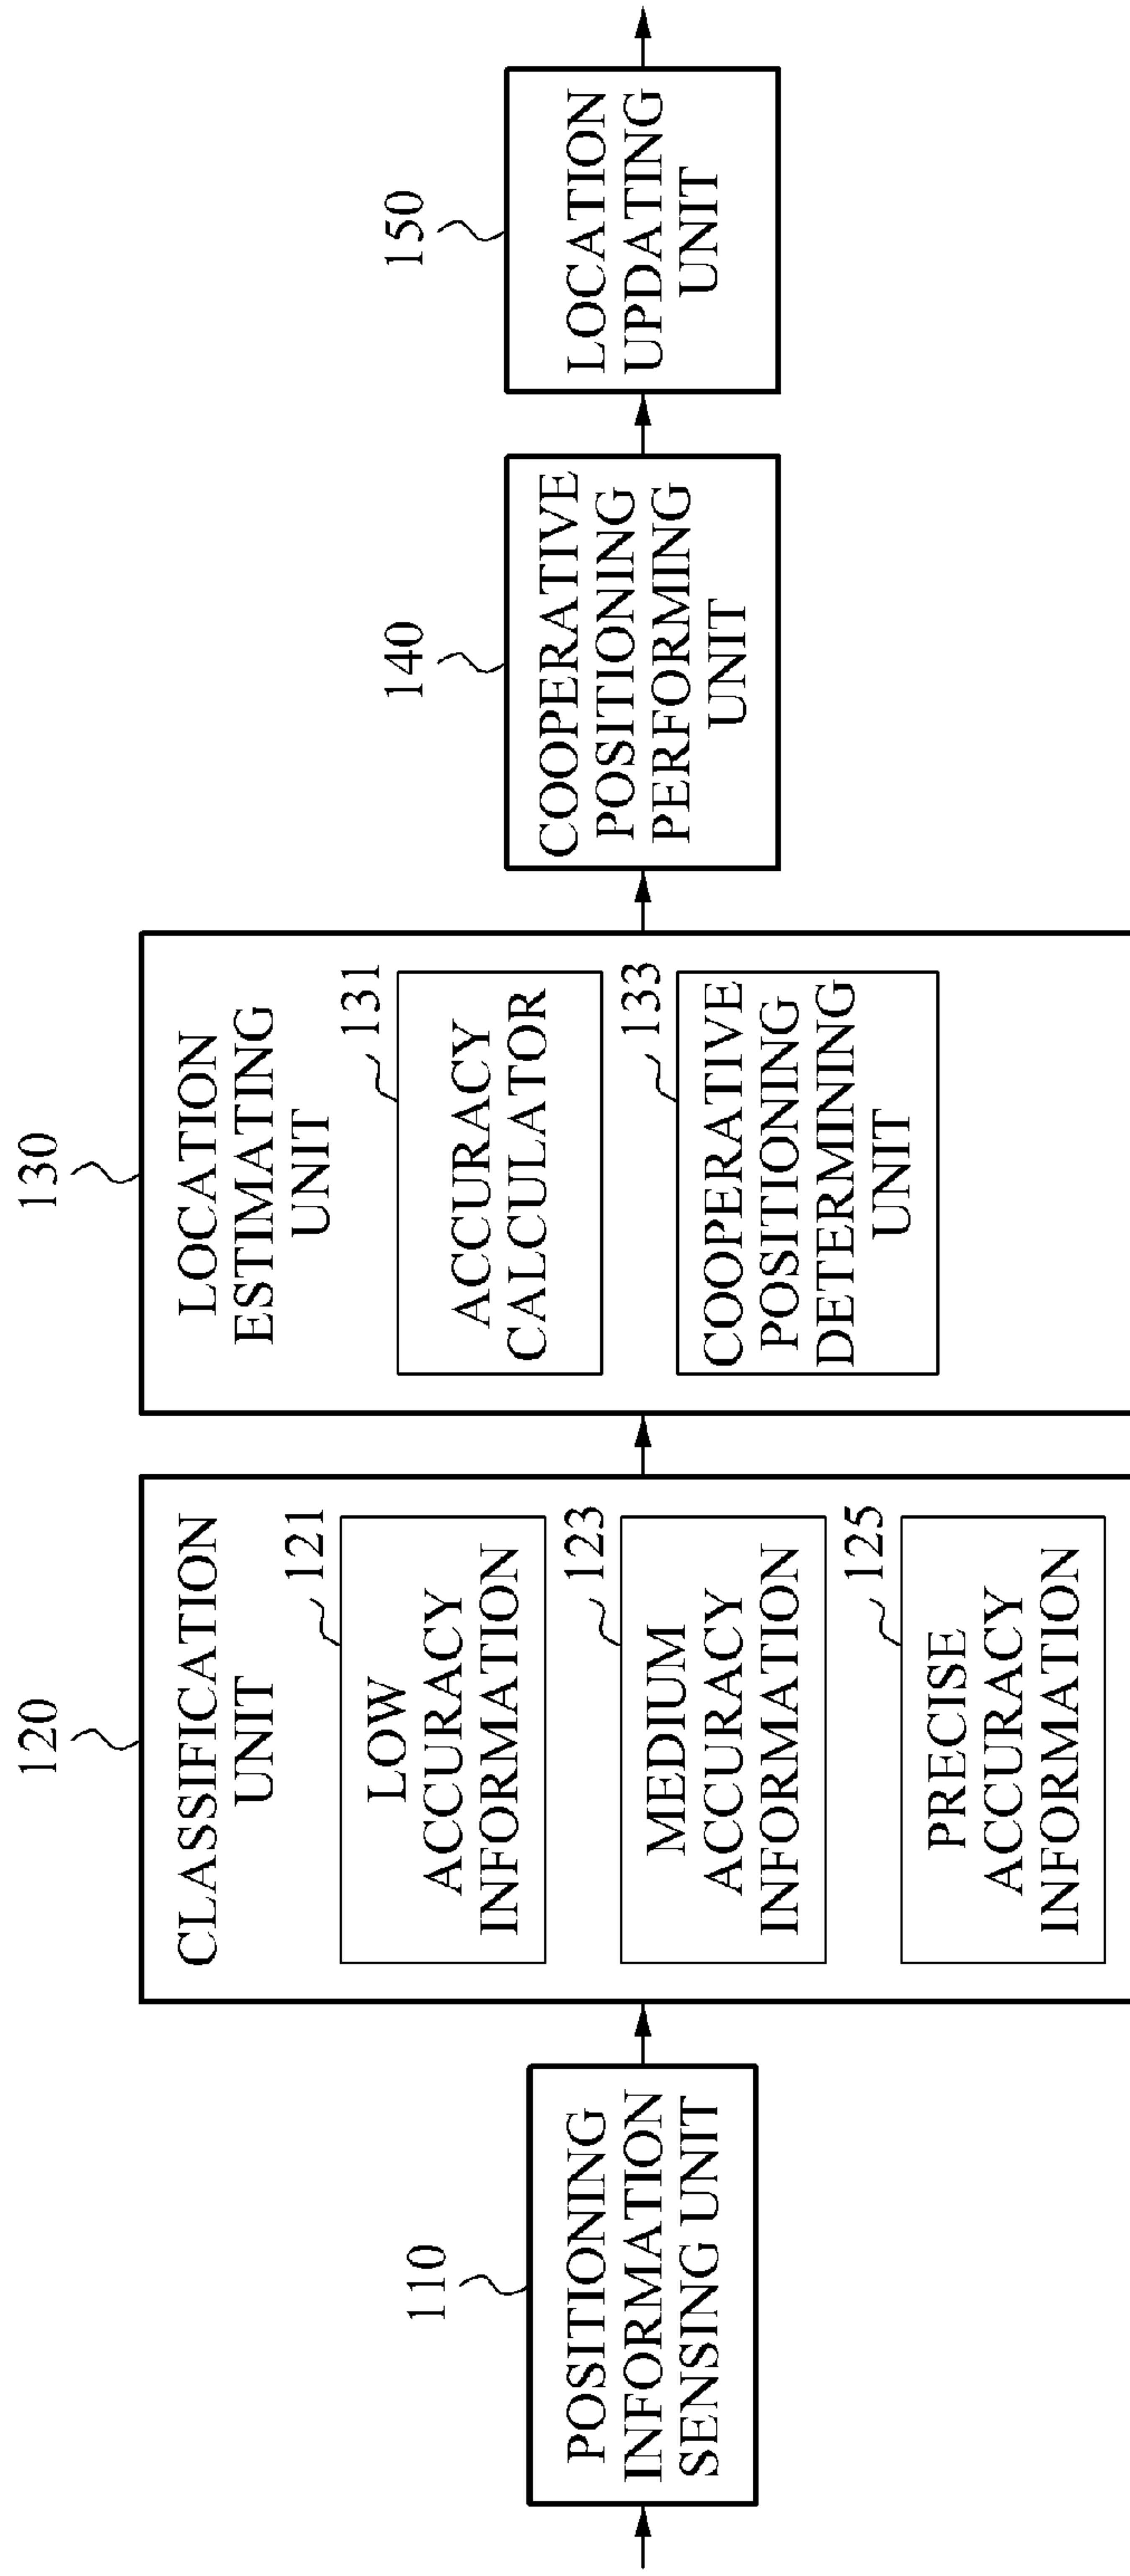 110
POSITIONING
INFORMATION
SENSING UNIT
120
CLASSIFICATION
UNIT
121
LOW
ACCURACY
INFORMATION
123
MEDIUM
ACCURACY
INFORMATION
125
PRECISE
ACCURACY
INFORMATION
130
LOCATION
ESTIMATING
UNIT
131
ACCURACY
CALCULATOR
133
COOPERATIVE
POSITIONING
DETERMINING
UNIT
140
COOPERATIVE
POSITIONING
PERFORMING
UNIT
150
LOCATION
UPDATING
UNIT